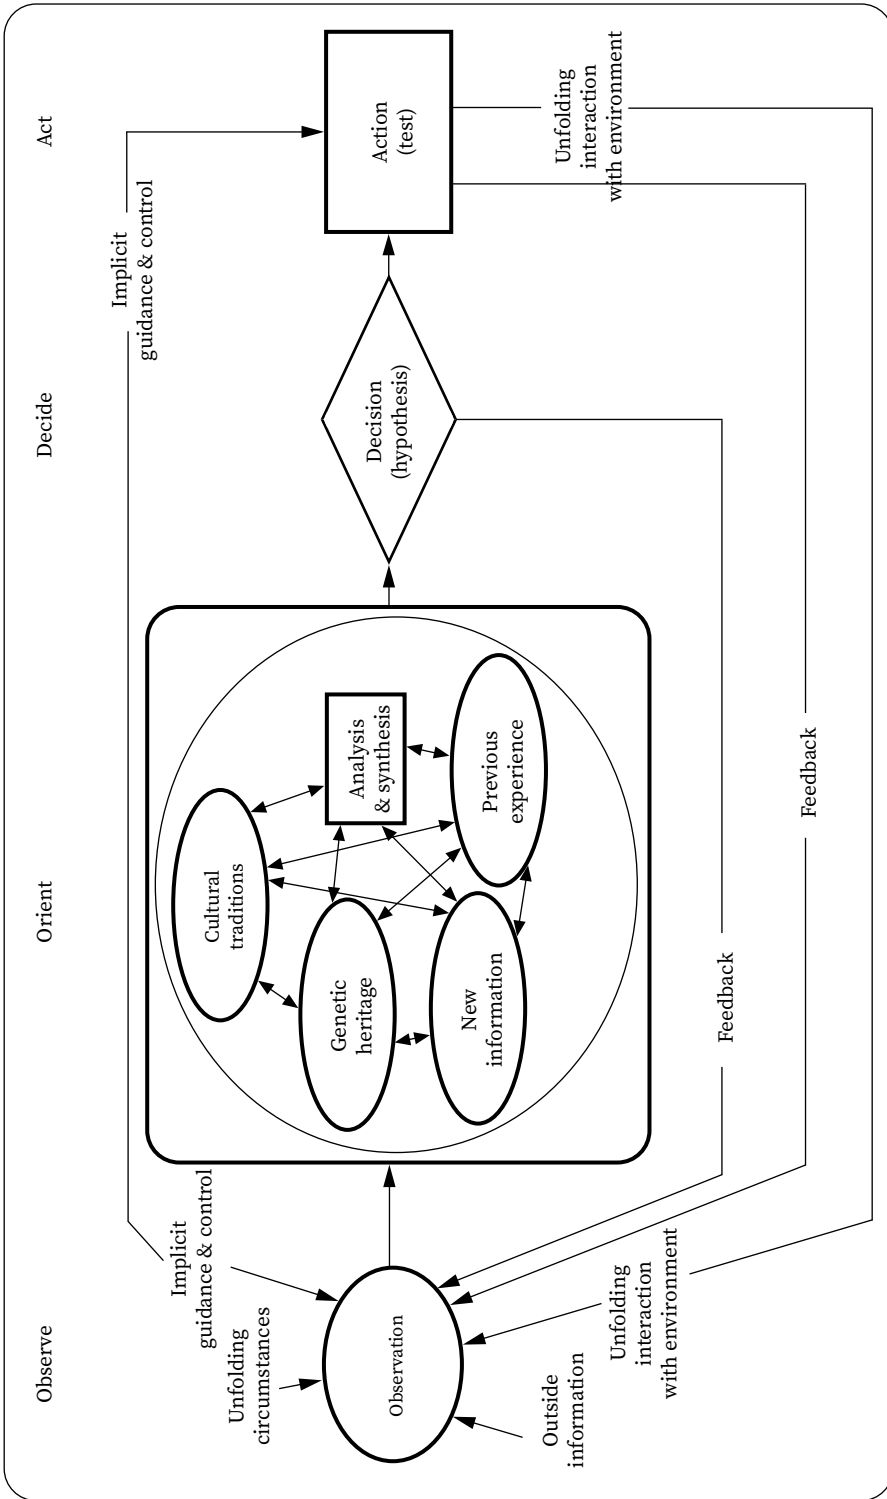 Observe
Orient
Decide
Act
Implicit
guidance & control
Implicit
guidance & control
Unfolding
circumstances
Observation
Outside
information
Unfolding
interaction
with environment
Cultural
traditions
Genetic
heritage
New
information
Analysis
& synthesis
Previous
experience
Decision
(hypothesis)
Action
(test)
Unfolding
interaction
with environment
Feedback
Feedback